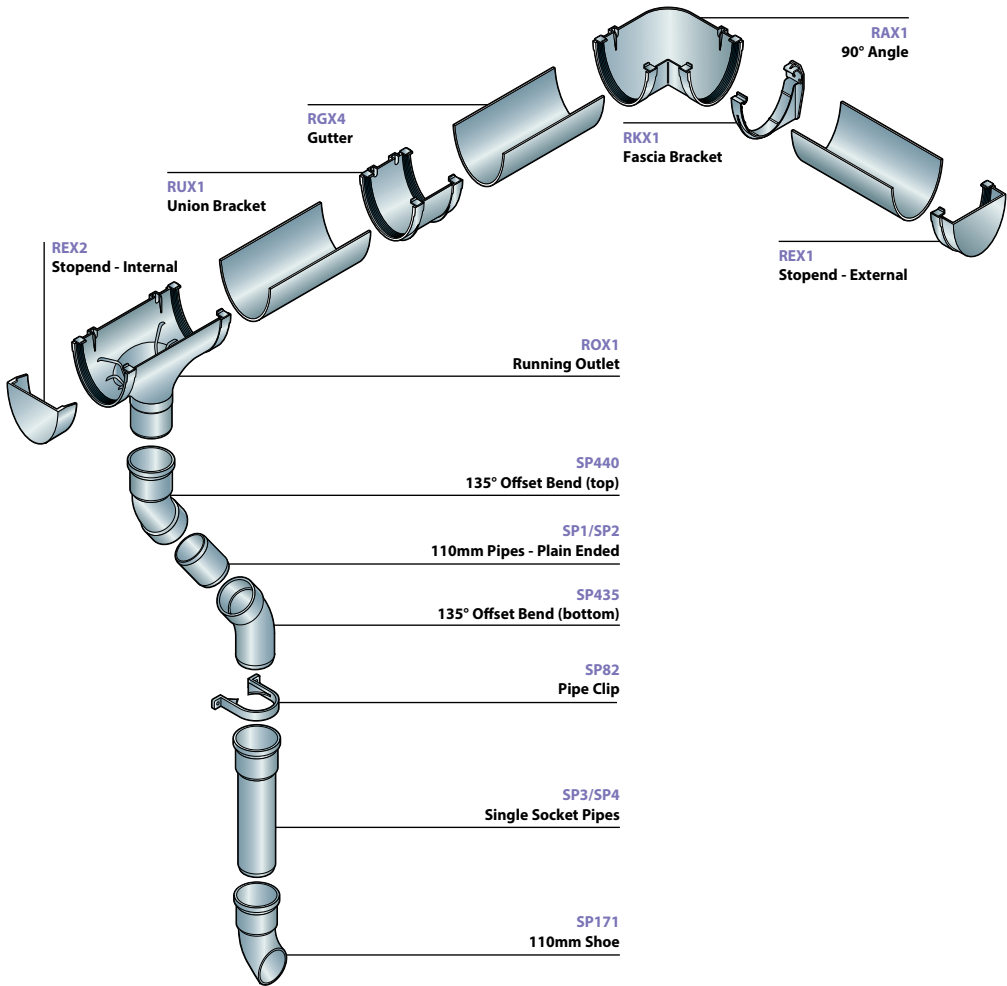 RAX1
90° Angle
RGX4
Gutter
RKX1
Fascia Bracket
RUX1
Union Bracket
REX2
Stopend - Internal
REX1
Stopend - External
ROX1
Running Outlet
SP440
135° Offset Bend (top)
SP1/SP2
110mm Pipes - Plain Ended
SP435
135° Offset Bend (bottom)
SP82
Pipe Clip
SP3/SP4
Single Socket Pipes
SP171
110mm Shoe